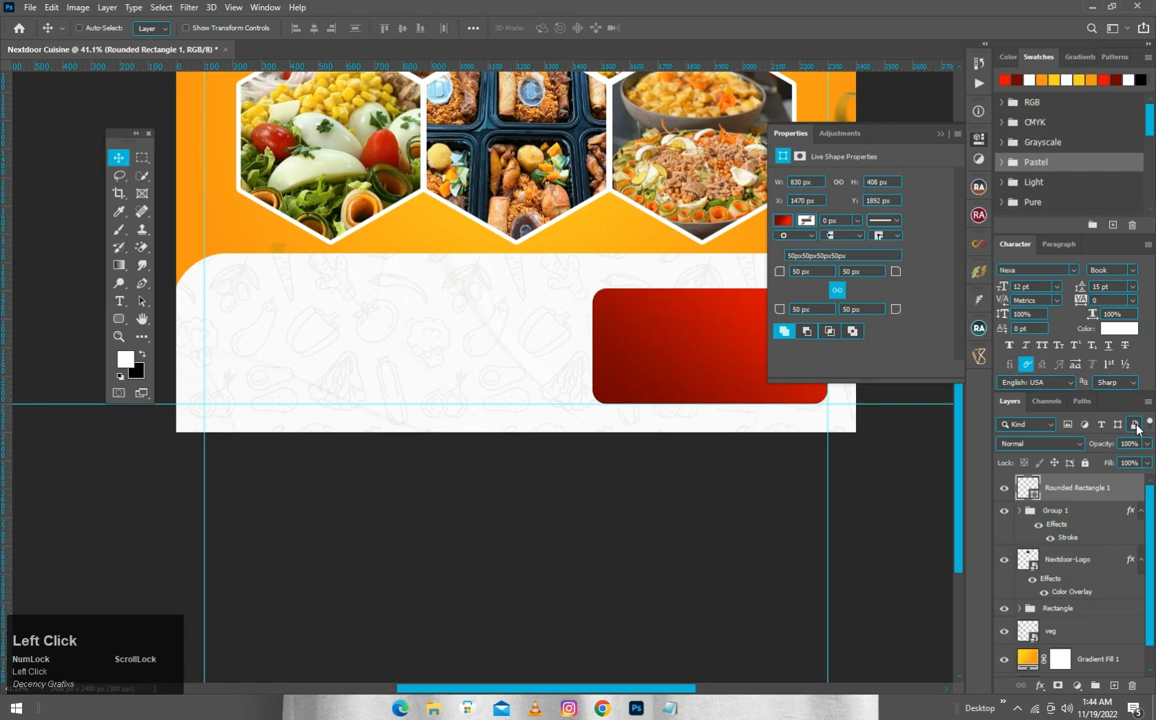 File Edit Image Layer Type Select Filter 3D View Window Help
Auto-Select: Layer Show Transform Controls 3D Mode:
Nextdoor Cuisine @ 41.1% (Rounded Rectangle 1, RGB/8) *
Properties Adjustments
Live Shape Properties
W: 830 px H: 408 px
X: 1470 px Y: 1892 px
0 px
50px50px50px50px
50 px 50 px
50 px 50 px
Color Swatches Gradients Patterns
RGB
CMYK
Grayscale
Pastel
Light
Pure
Character Paragraph
Nexa Book
12 pt 15 pt
Metrics 0
100% 100%
0 pt Color:
English: USA Sharp
Layers Channels Paths
Kind
Normal Opacity: 100%
Lock: Fill: 100%
Rounded Rectangle 1
Group 1 fx
Effects
Stroke
Nextdoor-Logo fx
Effects
Color Overlay
Rectangle
veg
Gradient Fill 1
Left Click
NumLock ScrollLock
Left Click
Decency Grafixs
Desktop
1:44 AM
11/19/2022